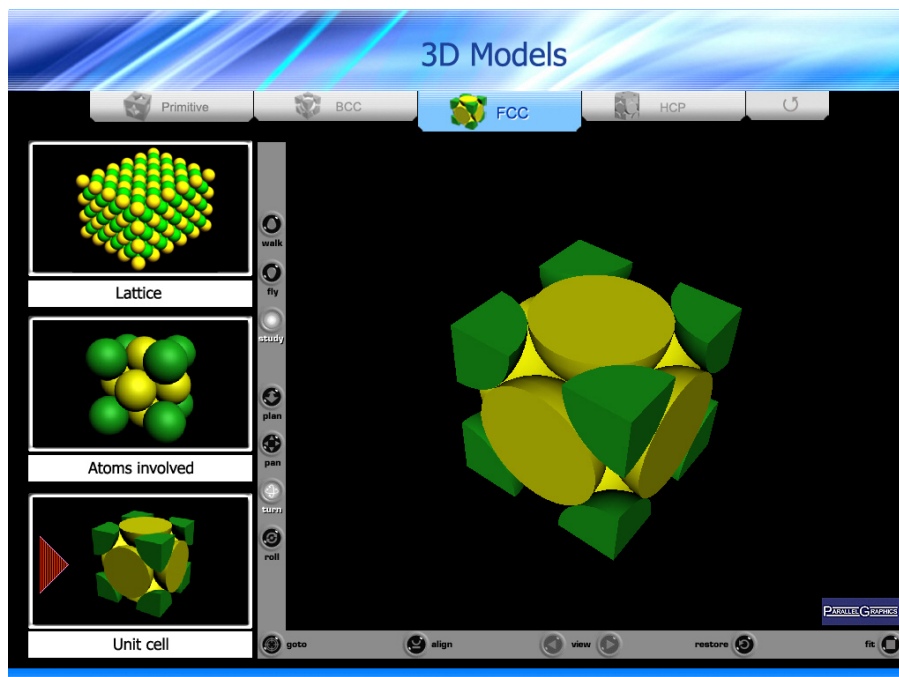 3D Models
Primitive
BCC
FCC
HCP
walk
fly
study
plan
pan
turn
roll
Lattice
Atoms involved
Unit cell
goto
align
view
restore
fit
PARALLELGRAPHICS